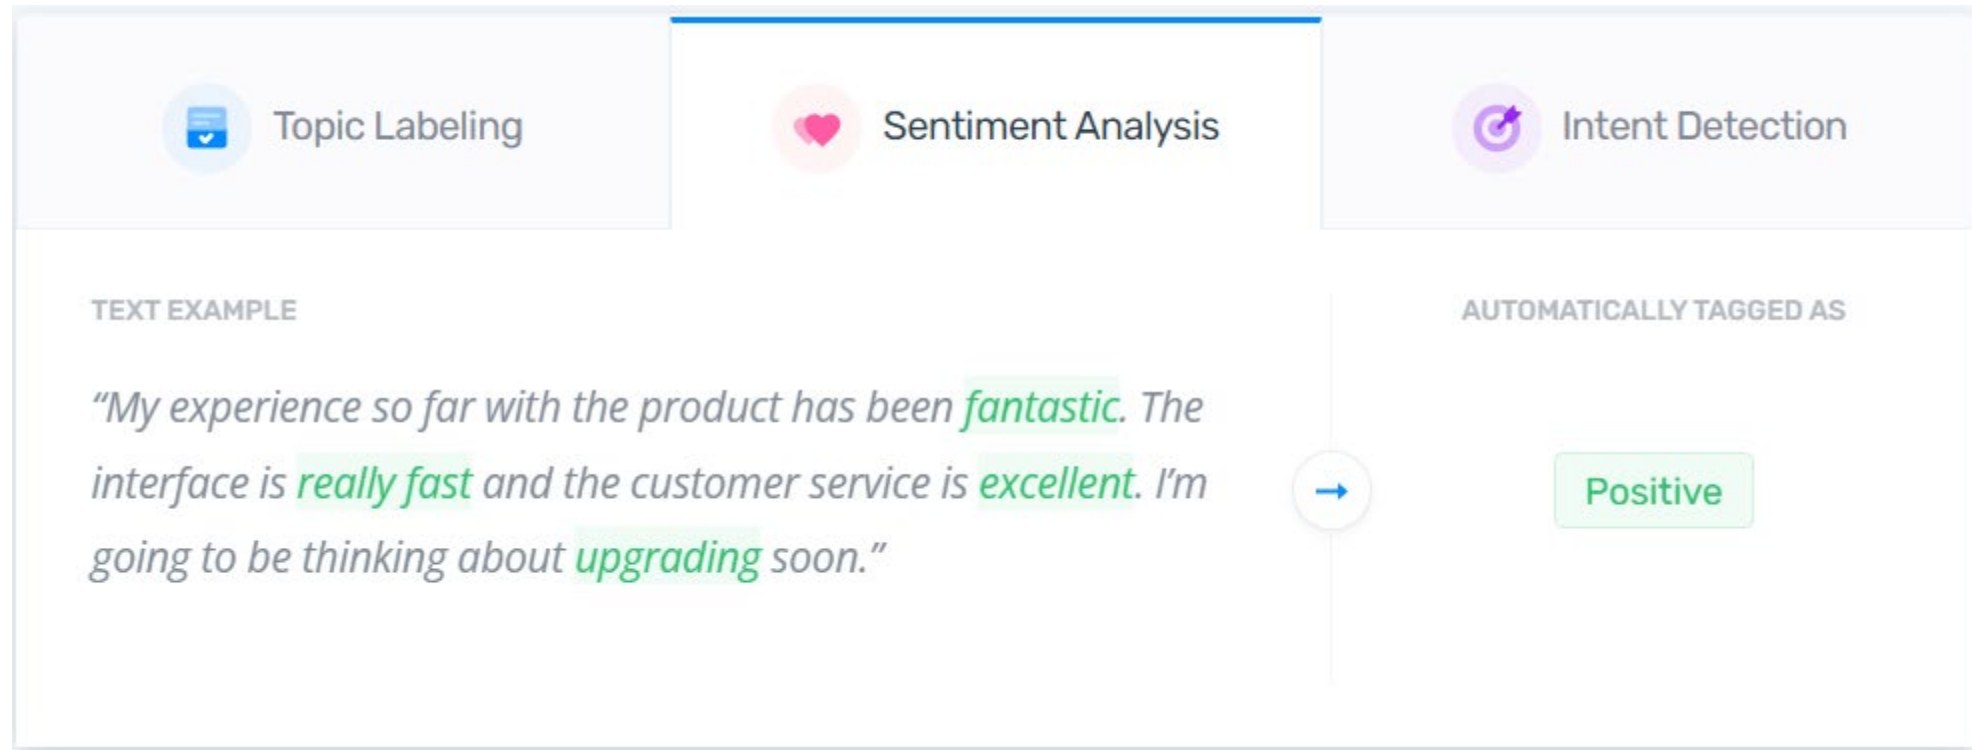 Topic Labeling
Sentiment Analysis
Intent Detection
TEXT EXAMPLE
“My experience so far with the product has been fantastic. The
interface is really fast and the customer service is excellent. I’m
going to be thinking about upgrading soon.”
AUTOMATICALLY TAGGED AS
Positive